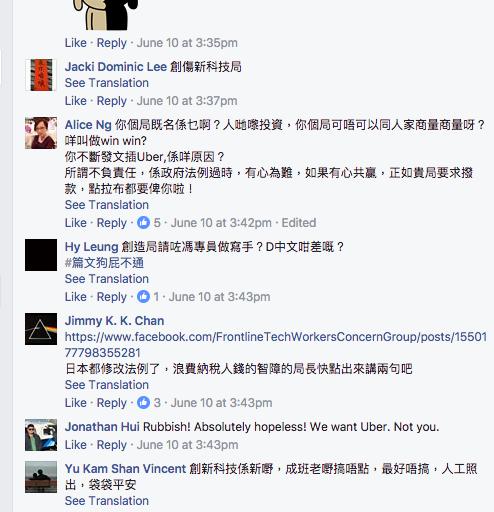 Like · Reply · June 10 at 3:35pm
Jacki Dominic Lee 創傷新科技局
See Translation
Like · Reply · June 10 at 3:37pm
Alice Ng 你個局既名係乜啊？人哋嚟投資，你個局可唔可以同人家商量商量呀？
咩叫做win win?
你不斷發文插Uber,係咩原因？
所謂不負責任，係政府法例過時，有心為難，如果有心共贏，正如貴局要求撥
款，點拉布都要俾你啦！
See Translation
Like · Reply · 5 · June 10 at 3:42pm · Edited
Hy Leung 創造局請咗馮專員做寫手？D中文咁差嘅？
#篇文狗屁不通
See Translation
Like · Reply · 1 · June 10 at 3:43pm
Jimmy K. K. Chan
https://www.facebook.com/FrontlineTechWorkersConcernGroup/posts/15501
77798355281
日本都修改法例了，浪費納稅人錢的智障的局長快點出來講兩句吧
See Translation
Like · Reply · 3 · June 10 at 3:43pm
Jonathan Hui Rubbish! Absolutely hopeless! We want Uber. Not you.
Like · Reply · June 10 at 3:43pm
Yu Kam Shan Vincent 創新科技係新嘢，成班老嘢搞唔點，最好唔搞，人工照
出，袋袋平安
See Translation